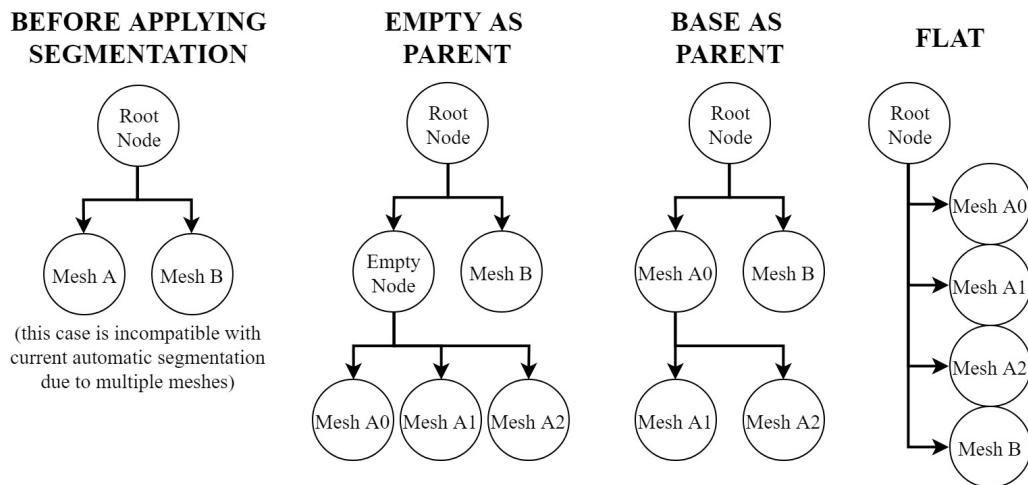 BEFORE APPLYING
SEGMENTATION
Root
Node
Mesh A
Mesh B
(this case is incompatible with
current automatic segmentation
due to multiple meshes)
EMPTY AS
PARENT
Root
Node
Empty
Node
Mesh B
Mesh A0
Mesh A1
Mesh A2
BASE AS
PARENT
Root
Node
Mesh A0
Mesh B
Mesh A1
Mesh A2
FLAT
Root
Node
Mesh A0
Mesh A1
Mesh A2
Mesh B